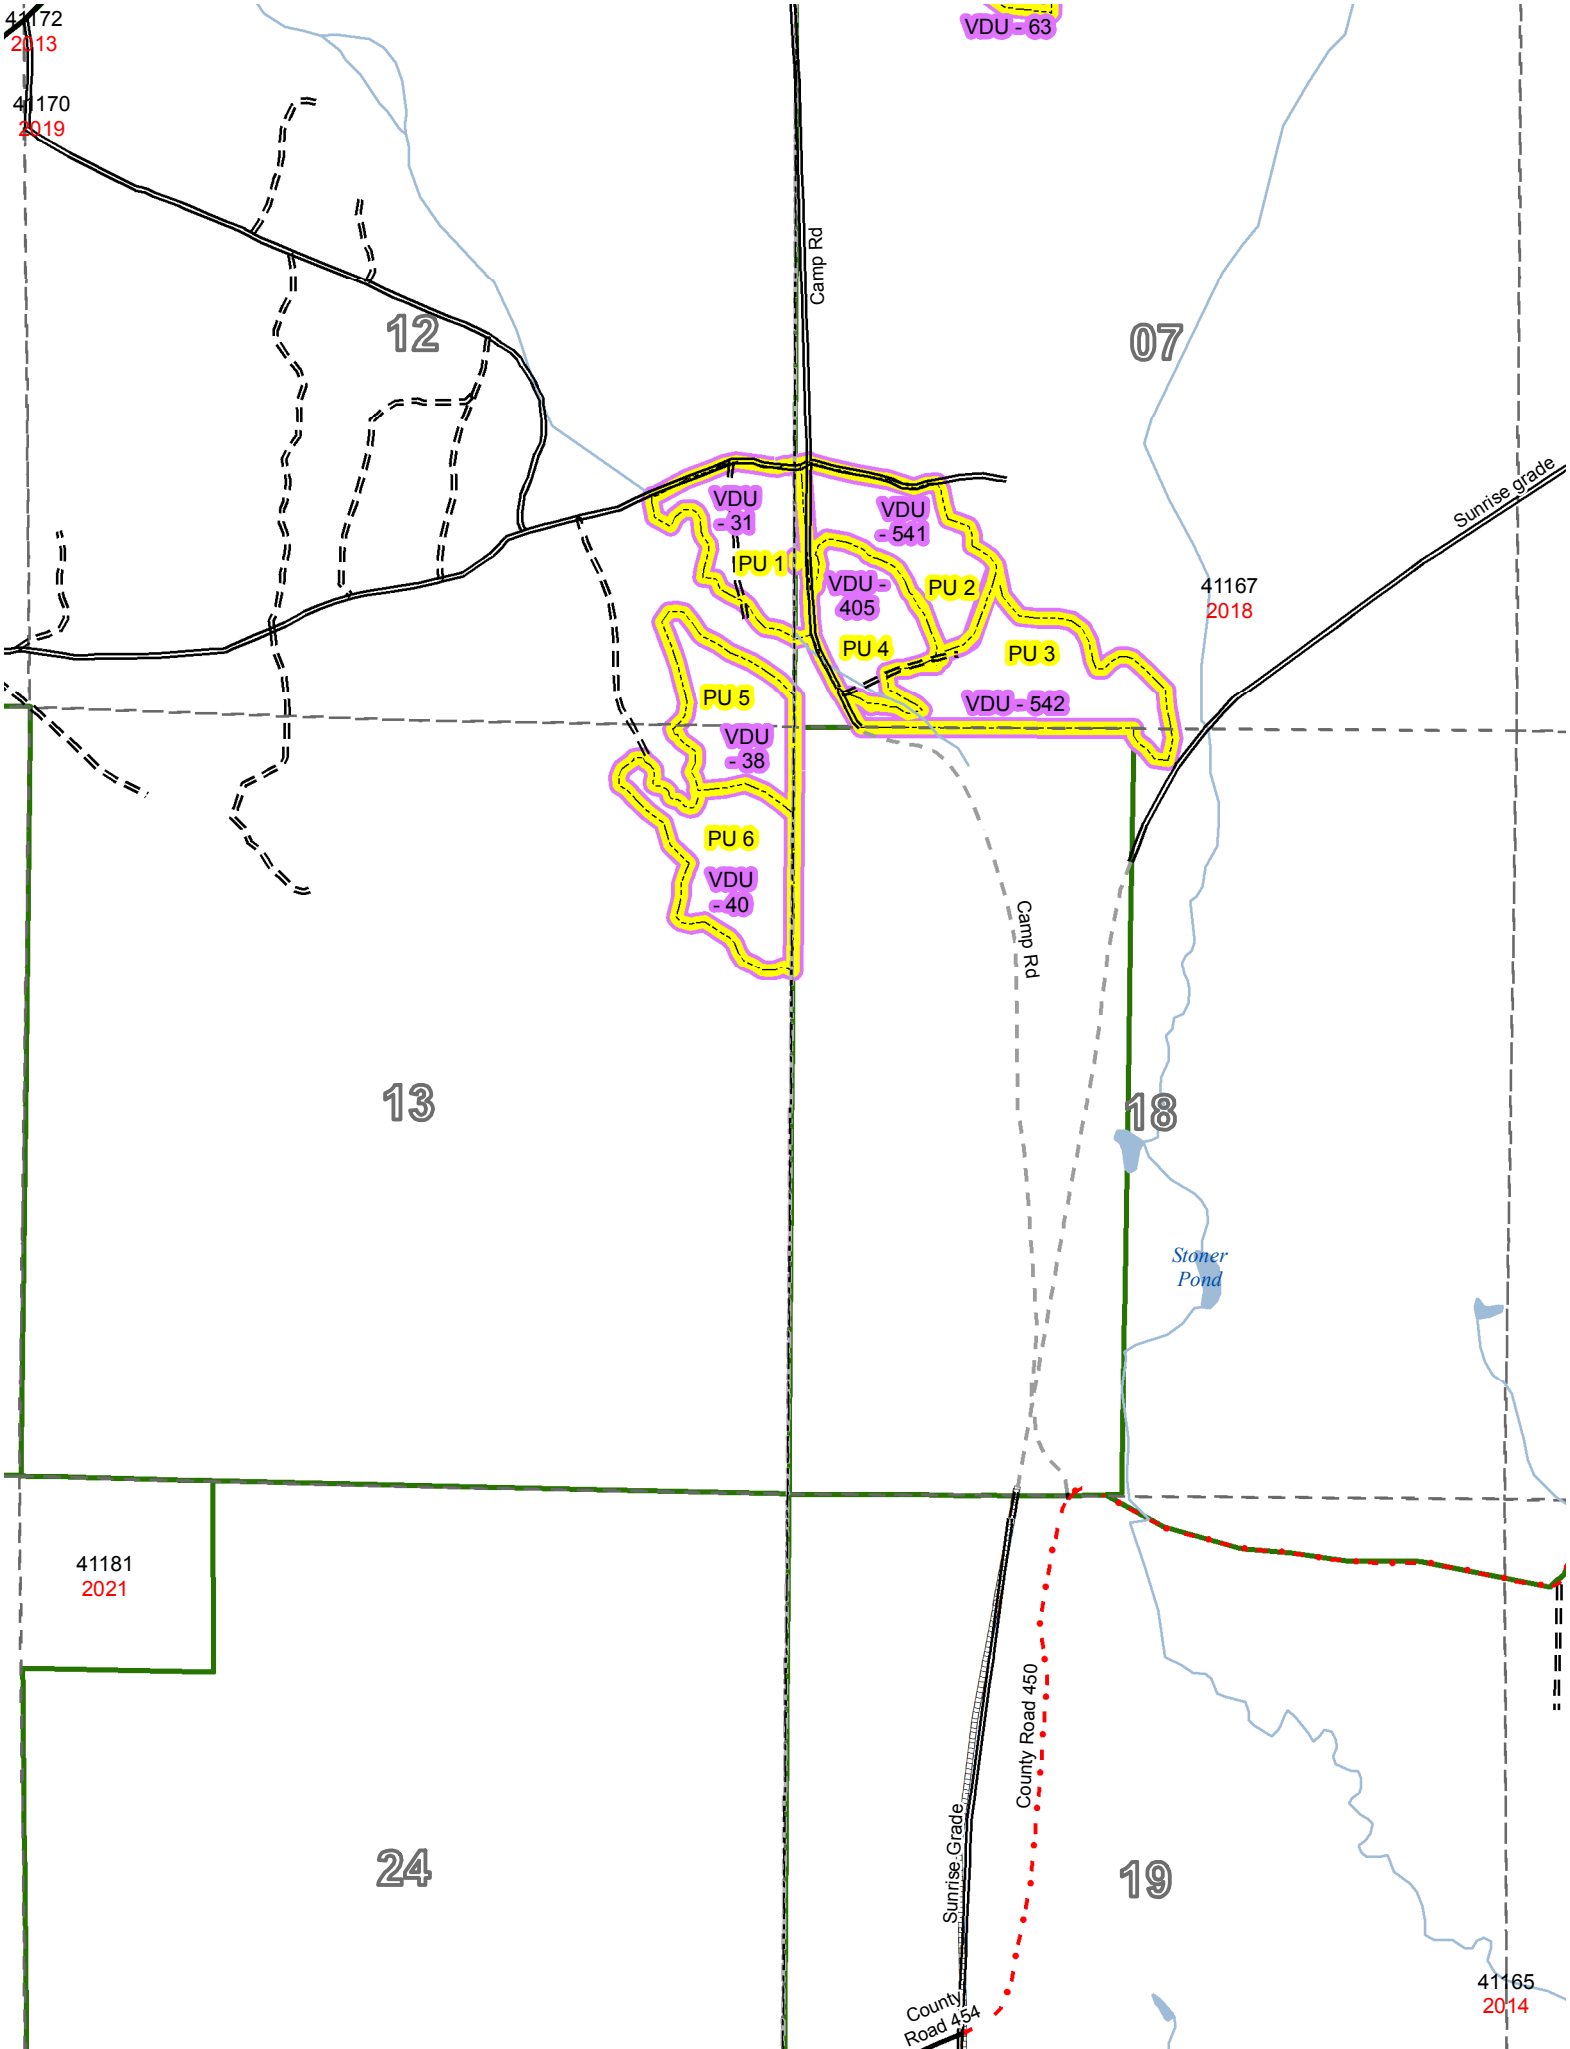 41172
2013
VDU - 63
41170
2019
Camp Rd
12
07
Sunrise grade
VDU
- 31
VDU
- 541
PU 1
VDU -
405
PU 2
41167
2018
PU 4
PU 3
PU 5
VDU - 542
VDU
- 38
PU 6
VDU
- 40
Camp Rd
13
18
Stoner
Pond
41181
2021
County Road 450
Sunrise Grade
24
19
41165
2014
County
Road 454